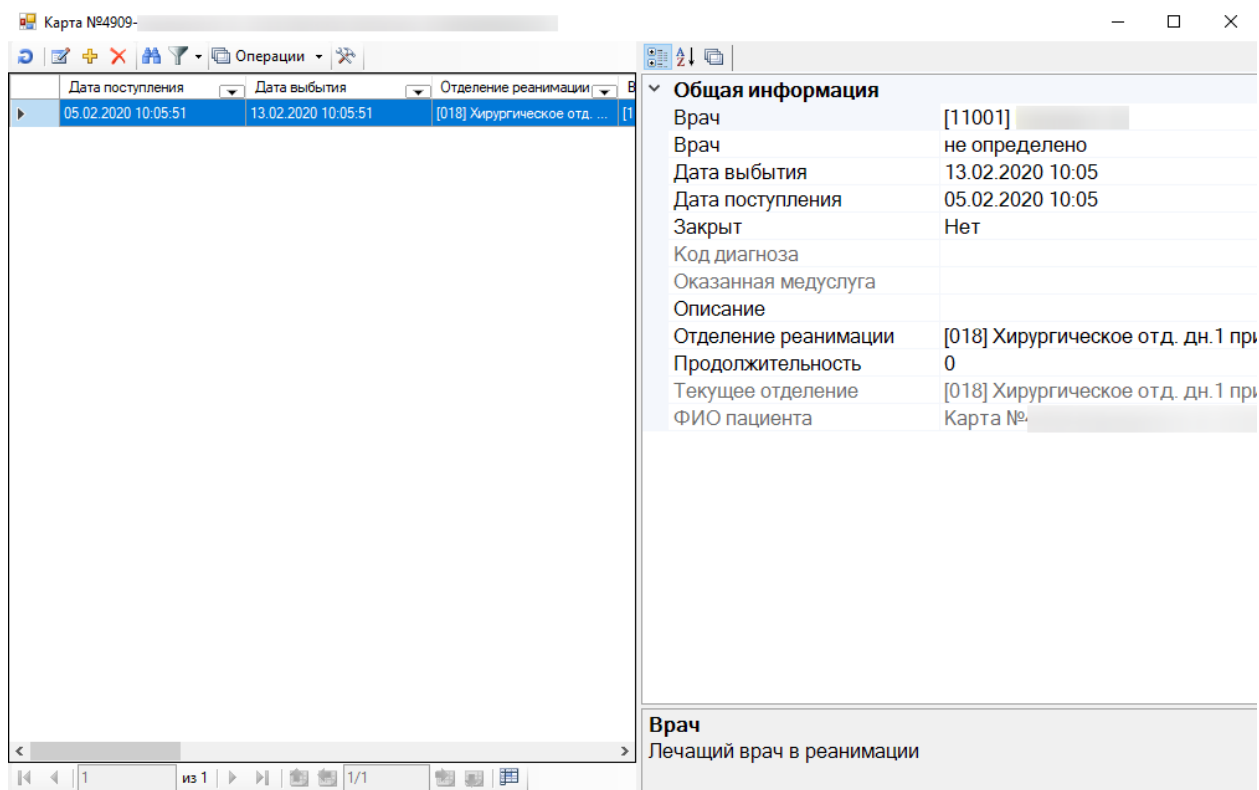 Карта №4909-
Операции
Дата поступления Дата выбытия Отделение реанимации В
05.02.2020 10:05:51 13.02.2020 10:05:51 [018] Хирургическое отд. ... [1
1 из 1 1/1
Общая информация
Врач [11001]
Врач не определено
Дата выбытия 13.02.2020 10:05
Дата поступления 05.02.2020 10:05
Закрыт Нет
Код диагноза
Оказанная медуслуга
Описание
Отделение реанимации [018] Хирургическое отд. дн.1 при
Продолжительность 0
Текущее отделение [018] Хирургическое отд. дн.1 при
ФИО пациента Карта №
Врач
Лечащий врач в реанимации